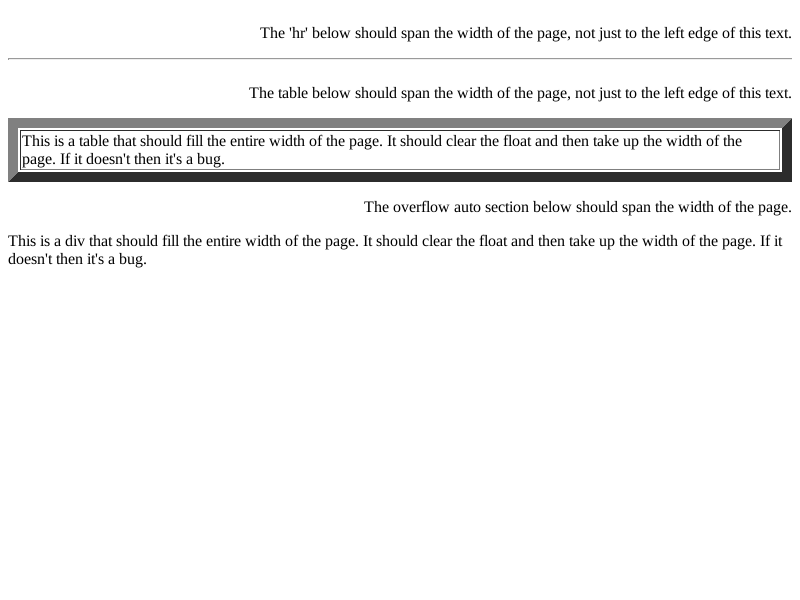 The 'hr' below should span the width of the page, not just to the left edge of this text.
The table below should span the width of the page, not just to the left edge of this text.
This is a table that should fill the entire width of the page. It should clear the float and then take up the width of the
page. If it doesn't then it's a bug.
The overflow auto section below should span the width of the page.
This is a div that should fill the entire width of the page. It should clear the float and then take up the width of the page. If it
doesn't then it's a bug.